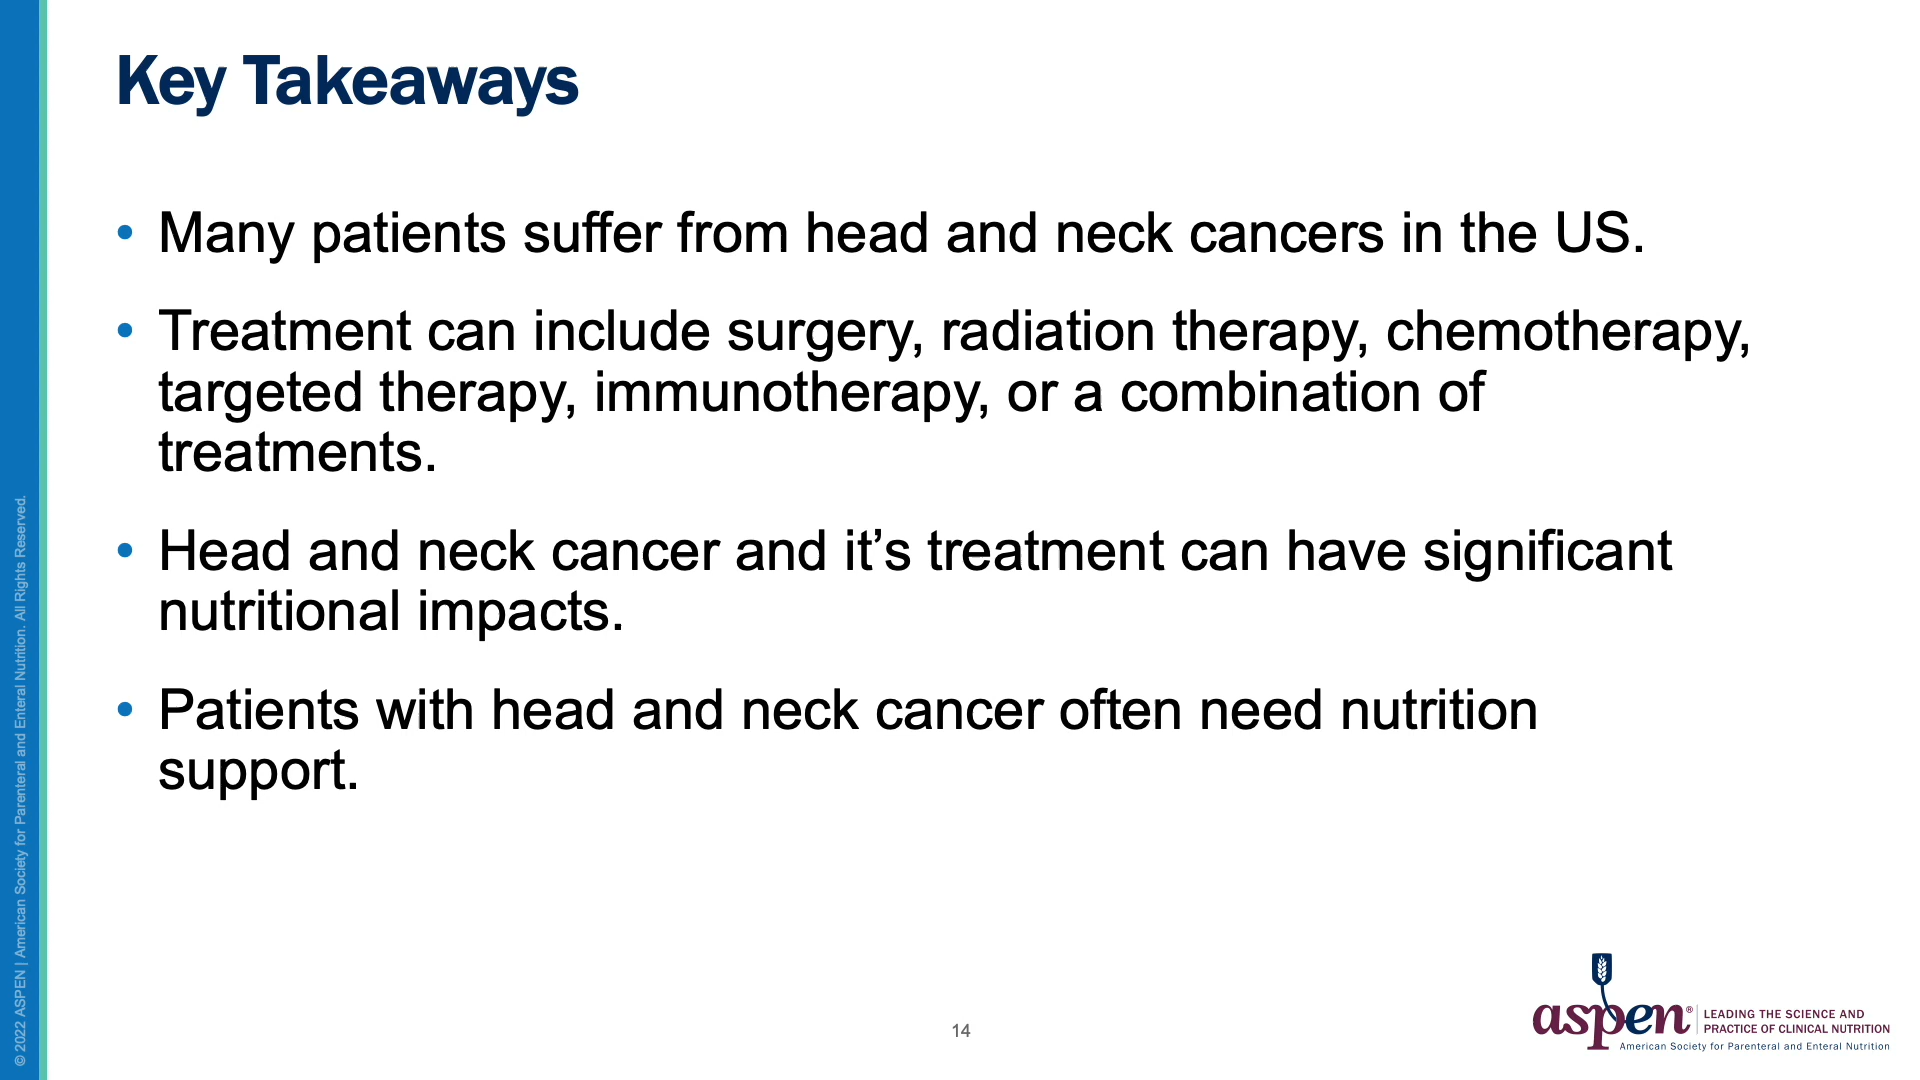 Key Takeaways
• Many patients suffer from head and neck cancers in the US.
• Treatment can include surgery, radiation therapy, chemotherapy,
targeted therapy, immunotherapy, or a combination of
treatments.
• Head and neck cancer and it’s treatment can have significant
nutritional impacts.
• Patients with head and neck cancer often need nutrition
support.
© 2022 ASPEN | American Society for Parenteral and Enteral Nutrition. All Rights Reserved.
14
aspen®
LEADING THE SCIENCE AND
PRACTICE OF CLINICAL NUTRITION
American Society for Parenteral and Enteral Nutrition